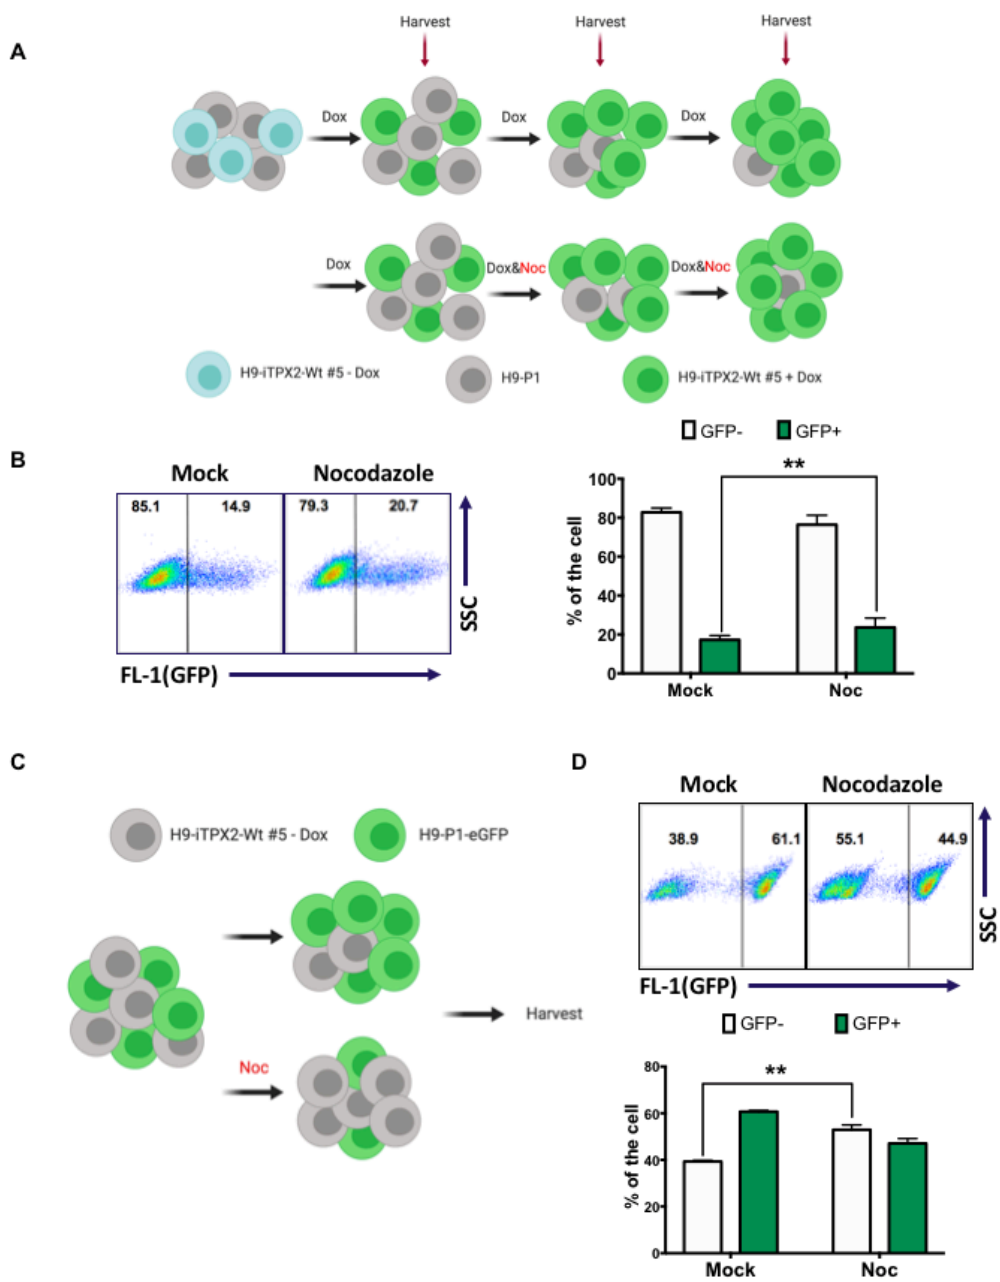 A
Harvest
Harvest
Harvest
Dox
Dox
Dox
Dox
Dox&Noc
Dox&Noc
H9-iTPX2-Wt #5 - Dox
H9-P1
H9-iTPX2-Wt #5 + Dox
B
Mock
Nocodazole
85.1
14.9
79.3
20.7
SSC
FL-1(GFP)
GFP-
GFP+
**
% of the cell
100
80
60
40
20
0
Mock
Noc
C
H9-iTPX2-Wt #5 - Dox
H9-P1-eGFP
Noc
Harvest
D
Mock
Nocodazole
38.9
61.1
55.1
44.9
SSC
FL-1(GFP)
GFP-
GFP+
**
% of the cell
80
60
40
20
0
Mock
Noc